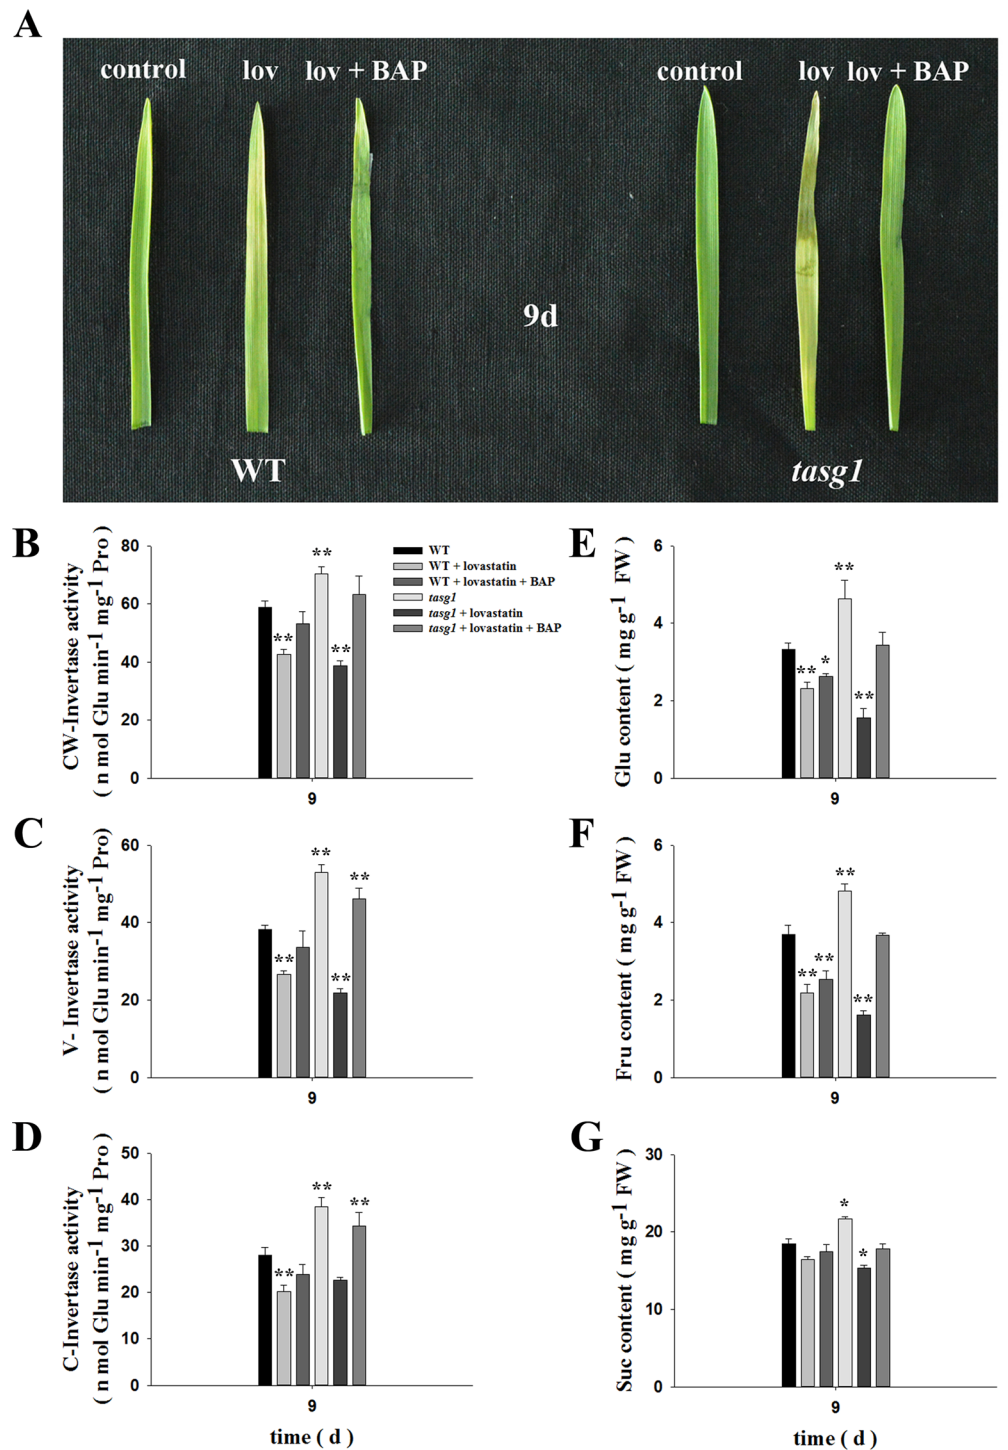 A
control lov lov + BAP control lov lov + BAP
9d
WT tasg1
B
CW-Invertase activity
( n mol Glu min-1 mg-1 Pro )
80
60
40
20
0
** ** **
9
WT
WT + lovastatin
WT + lovastatin + BAP
tasg1
tasg1 + lovastatin
tasg1 + lovastatin + BAP
E
Glu content ( mg g-1 FW )
6
4
2
0
** * ** **
9
C
V- Invertase activity
( n mol Glu min-1 mg-1 Pro )
60
40
20
0
** ** ** **
9
F
Fru content ( mg g-1 FW )
6
4
2
0
** ** ** **
9
D
C-Invertase activity
( n mol Glu min-1 mg-1 Pro )
50
40
30
20
10
0
** ** **
9
time ( d )
G
Suc content ( mg g-1 FW )
30
20
10
0
* *
9
time ( d )